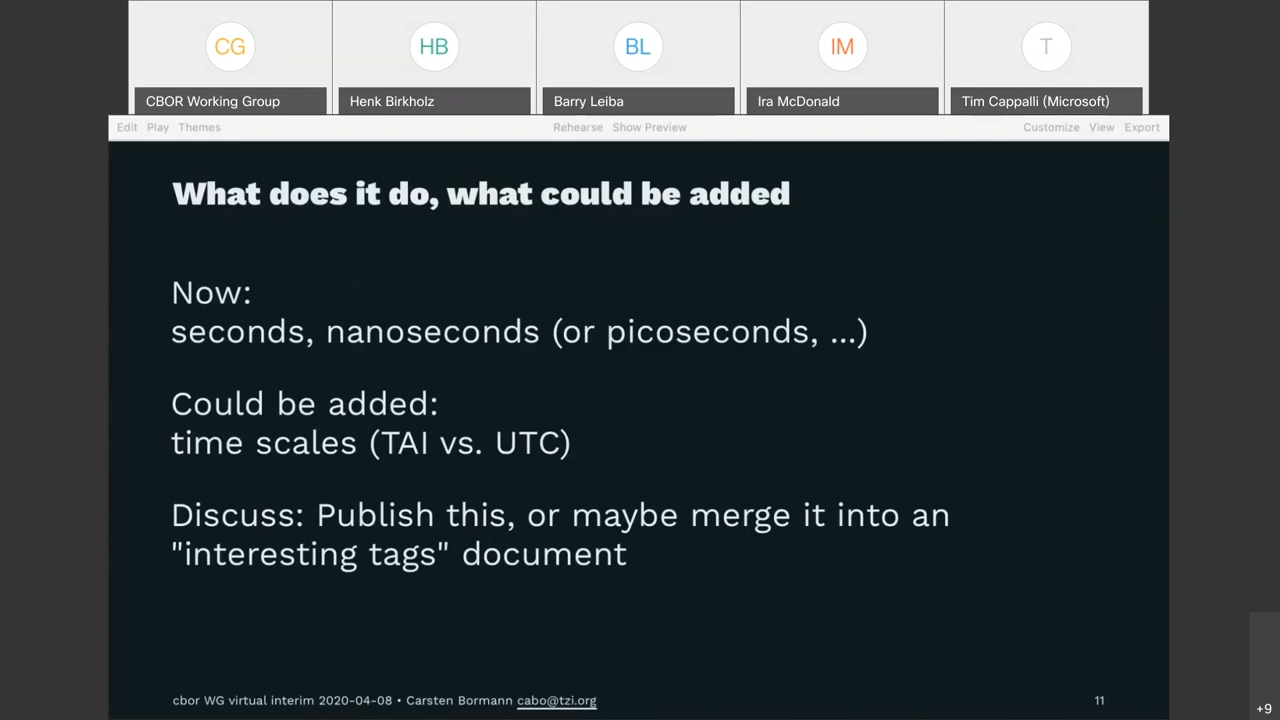 CG HB BL IM T
CBOR Working Group Henk Birkholz Barry Leiba Ira McDonald Tim Cappalli (Microsoft)
Edit Play Themes Rehearse Show Preview Customize View Export
What does it do, what could be added
Now:
seconds, nanoseconds (or picoseconds, ...)
Could be added:
time scales (TAI vs. UTC)
Discuss: Publish this, or maybe merge it into an
"interesting tags" document
cbor WG virtual interim 2020-04-08 • Carsten Bormann cabo@tzi.org 11
+9